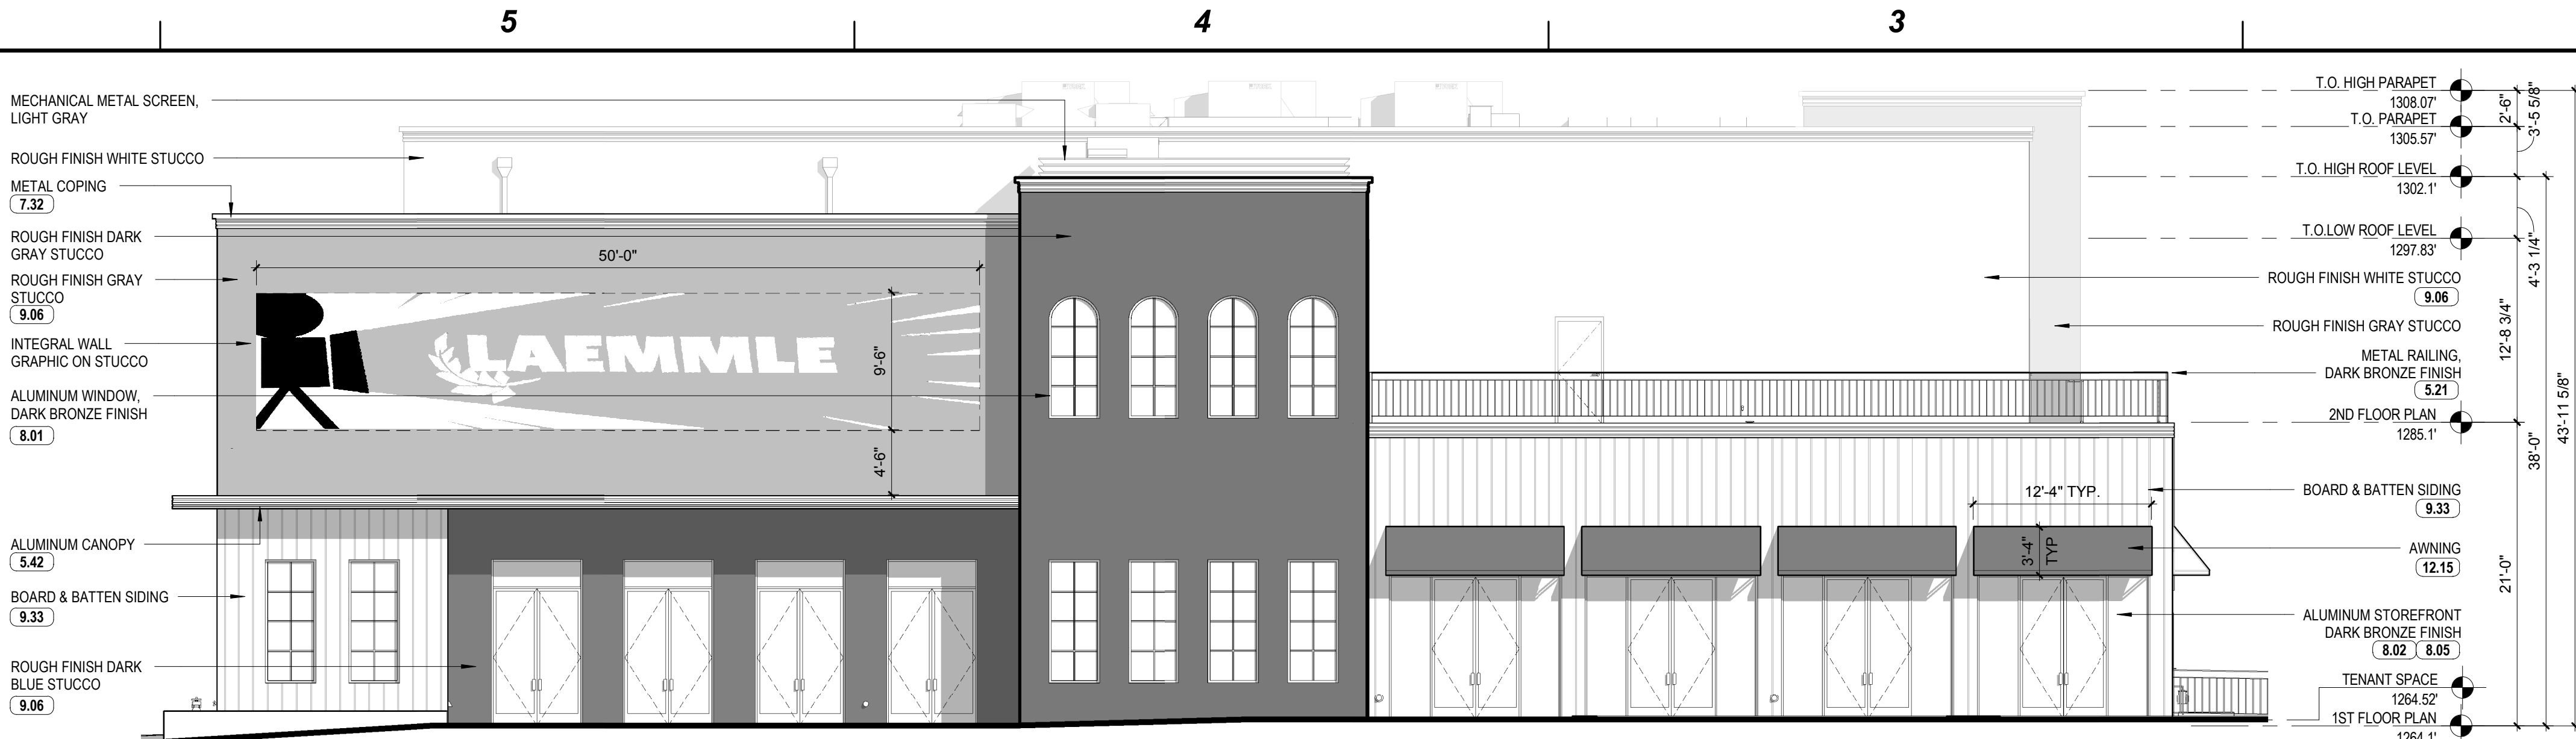 5
4
3
MECHANICAL METAL SCREEN,
LIGHT GRAY
ROUGH FINISH WHITE STUCCO
METAL COPING
7.32
ROUGH FINISH DARK
GRAY STUCCO
ROUGH FINISH GRAY
STUCCO
9.06
INTEGRAL WALL
GRAPHIC ON STUCCO
ALUMINUM WINDOW,
DARK BRONZE FINISH
8.01
ALUMINUM CANOPY
5.42
BOARD & BATTEN SIDING
9.33
ROUGH FINISH DARK
BLUE STUCCO
9.06
50'-0"
LAEMMLE
9'-6"
4'-6"
12'-4" TYP.
3'-4"
TYP
T.O. HIGH PARAPET
1308.07'
T.O. PARAPET
1305.57'
T.O. HIGH ROOF LEVEL
1302.1'
T.O.LOW ROOF LEVEL
1297.83'
ROUGH FINISH WHITE STUCCO
9.06
ROUGH FINISH GRAY STUCCO
METAL RAILING,
DARK BRONZE FINISH
5.21
2ND FLOOR PLAN
1285.1'
BOARD & BATTEN SIDING
9.33
AWNING
12.15
ALUMINUM STOREFRONT
DARK BRONZE FINISH
8.02 8.05
TENANT SPACE
1264.52'
1ST FLOOR PLAN
1264.1'
2'-6"
3'-5 5/8"
4'-3 1/4"
12'-8 3/4"
21'-0"
38'-0"
43'-11 5/8"